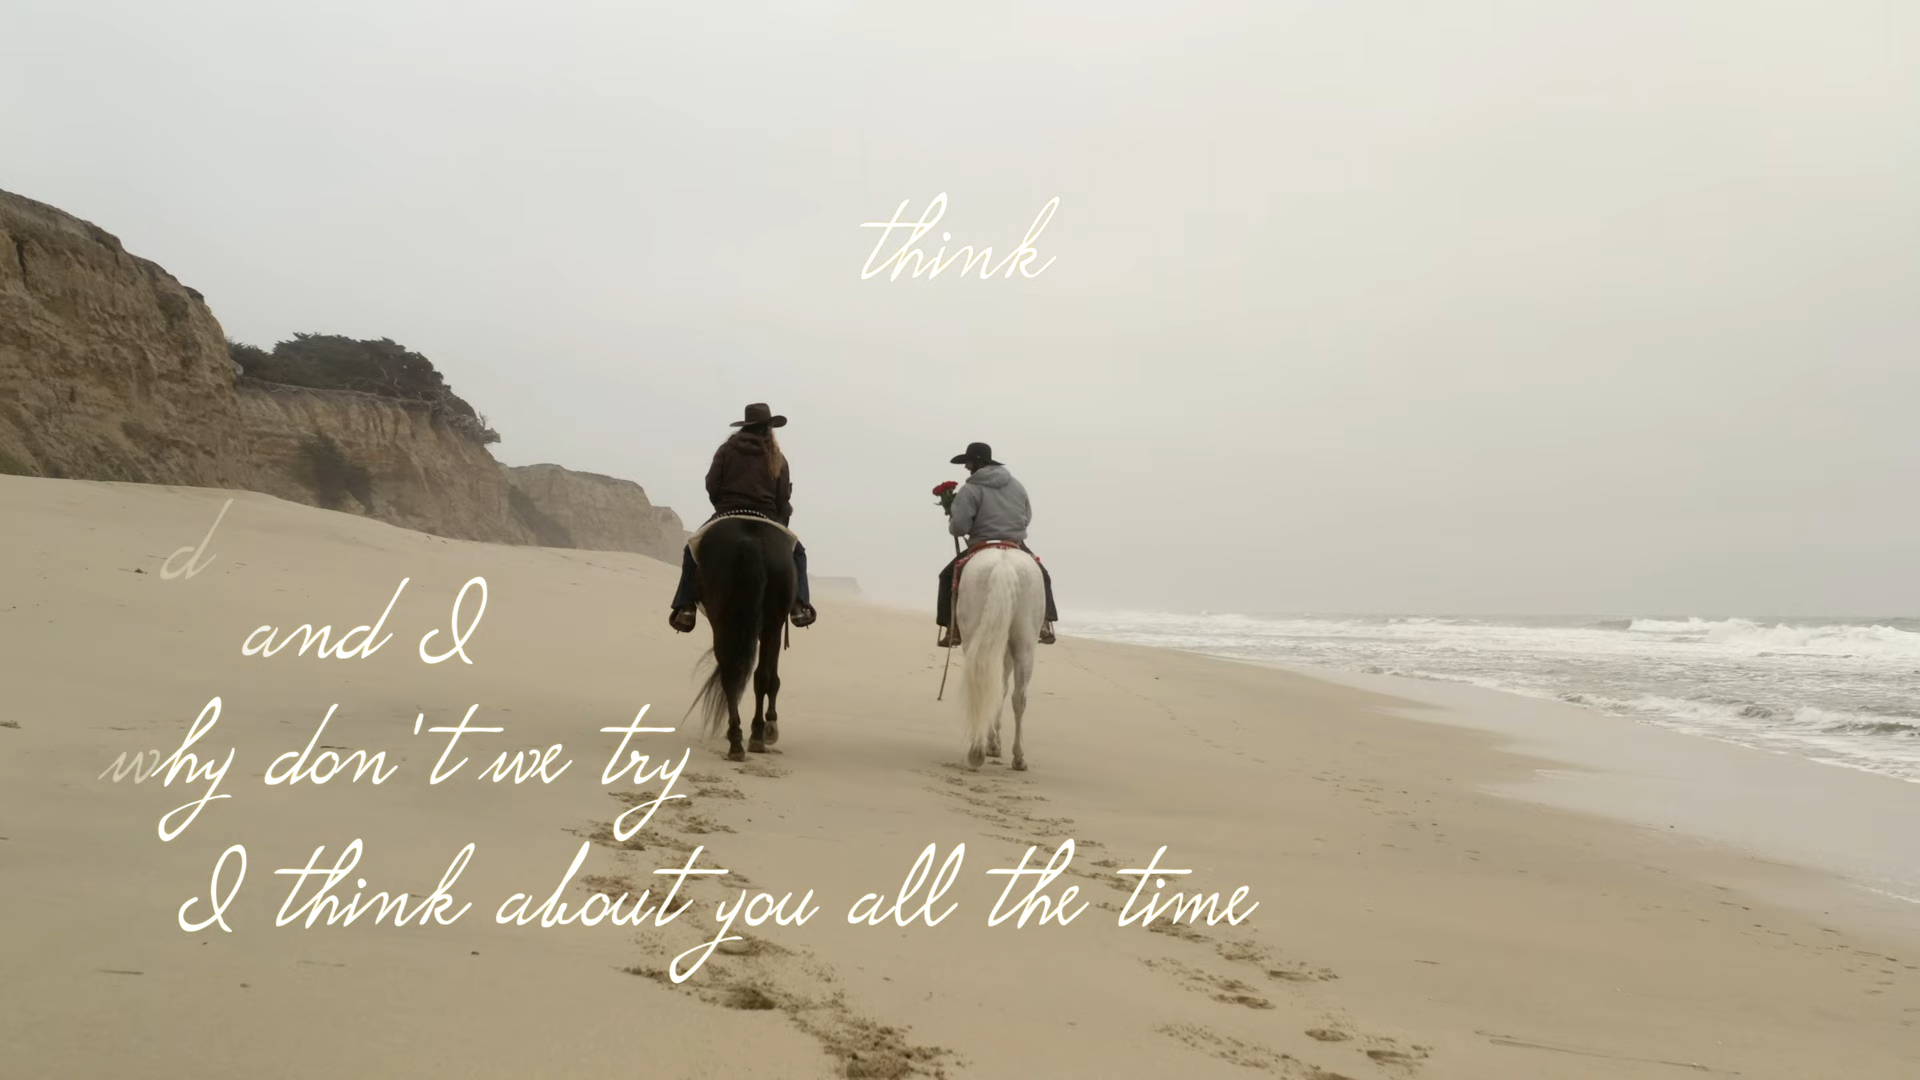 think
d
and I
why don't we try
I think about you all the time